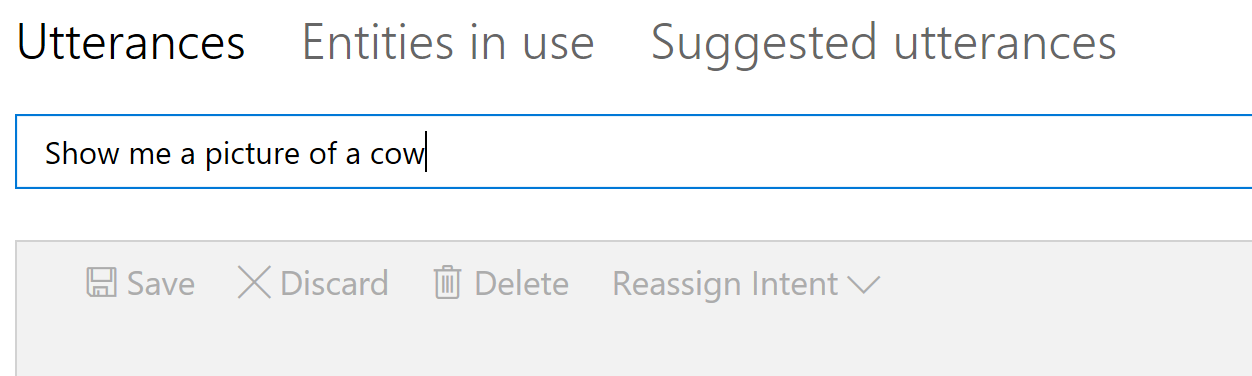 Utterances Entities in use Suggested utterances
Show me a picture of a cow
Save Discard Delete Reassign Intent